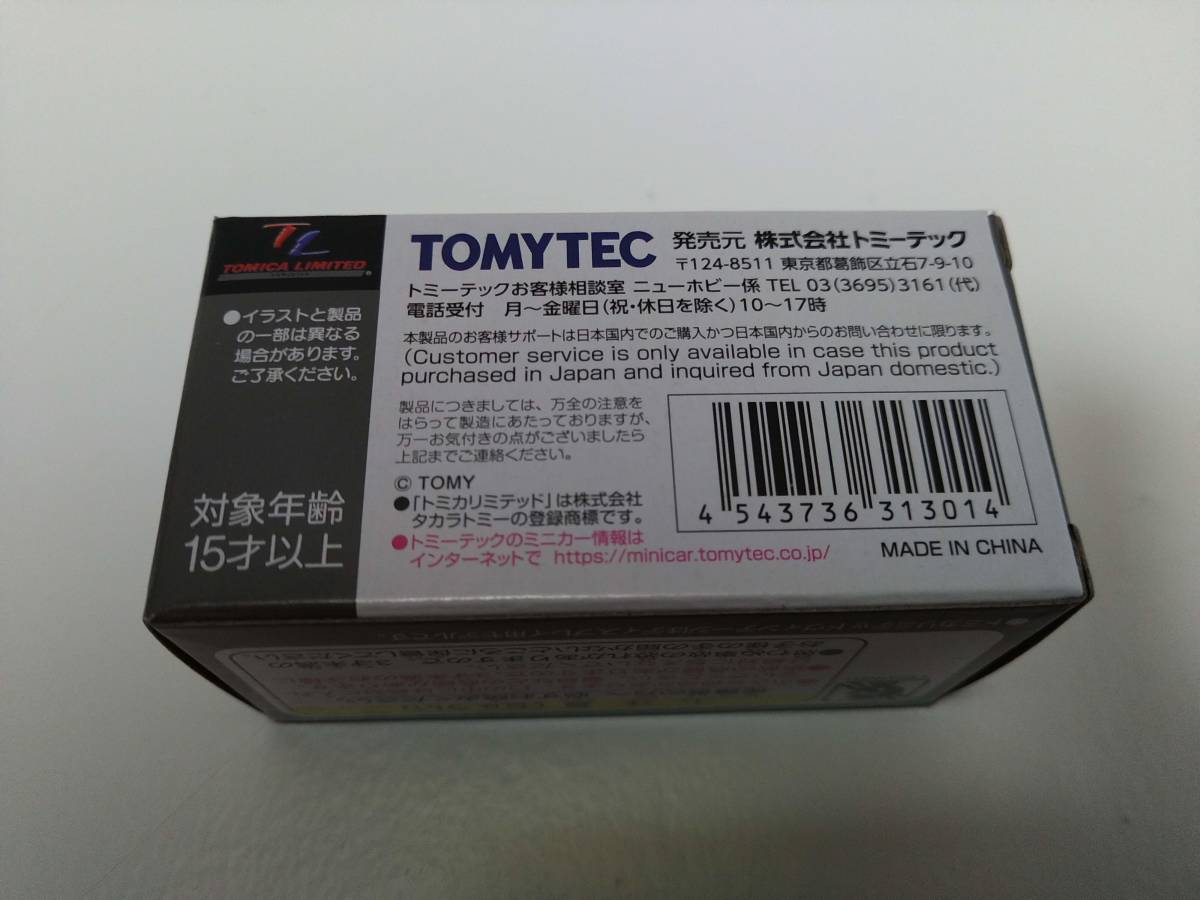 TL
TOMICA LIMITED
●イラストと製品
の一部は異なる
場合があります。
ご了承ください。
対象年齢
15才以上
TOMYTEC 発売元 株式会社トミーテック
〒124-8511 東京都葛飾区立石7-9-10
トミーテックお客様相談室 ニューホビー係 TEL 03(3695)3161(代)
電話受付 月〜金曜日(祝・休日を除く)10〜17時
本製品のお客様サポートは日本国内でのご購入かつ日本国内からのお問い合わせに限ります。
(Customer service is only available in case this product
purchased in Japan and inquired from Japan domestic.)
製品につきましては、万全の注意を
はらって製造にあたっておりますが、
万一お気付きの点がございましたら
上記までご連絡ください。
© TOMY
●「トミカリミテッド」は株式会社
タカラトミーの登録商標です。
●トミーテックのミニカー情報は
インターネットで https://minicar.tomytec.co.jp/
4 543736 313014
MADE IN CHINA